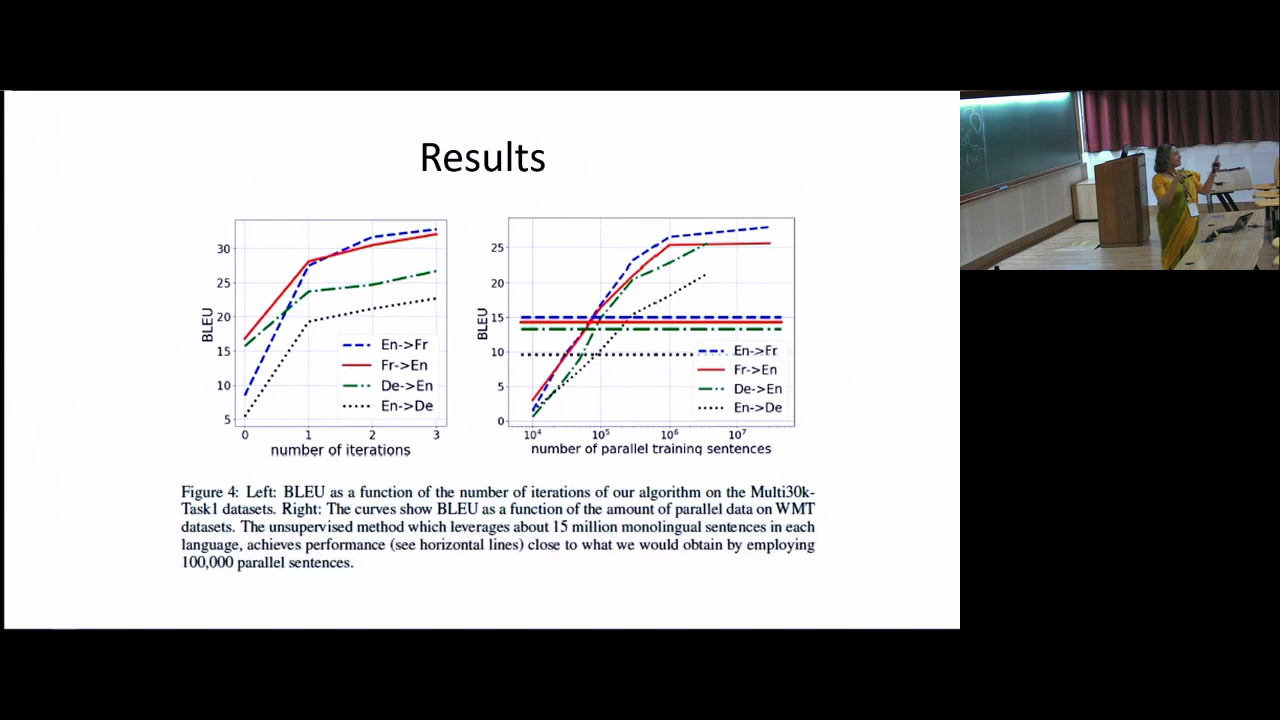 Results
BLEU
30
25
20
15
10
5
0
1
2
3
number of iterations
En->Fr
Fr->En
De->En
En->De
BLEU
25
20
15
10
5
0
10⁴
10⁵
10⁶
10⁷
number of parallel training sentences
En->Fr
Fr->En
De->En
En->De
Figure 4: Left: BLEU as a function of the number of iterations of our algorithm on the Multi30k-
Task1 datasets. Right: The curves show BLEU as a function of the amount of parallel data on WMT
datasets. The unsupervised method which leverages about 15 million monolingual sentences in each
language, achieves performance (see horizontal lines) close to what we would obtain by employing
100,000 parallel sentences.